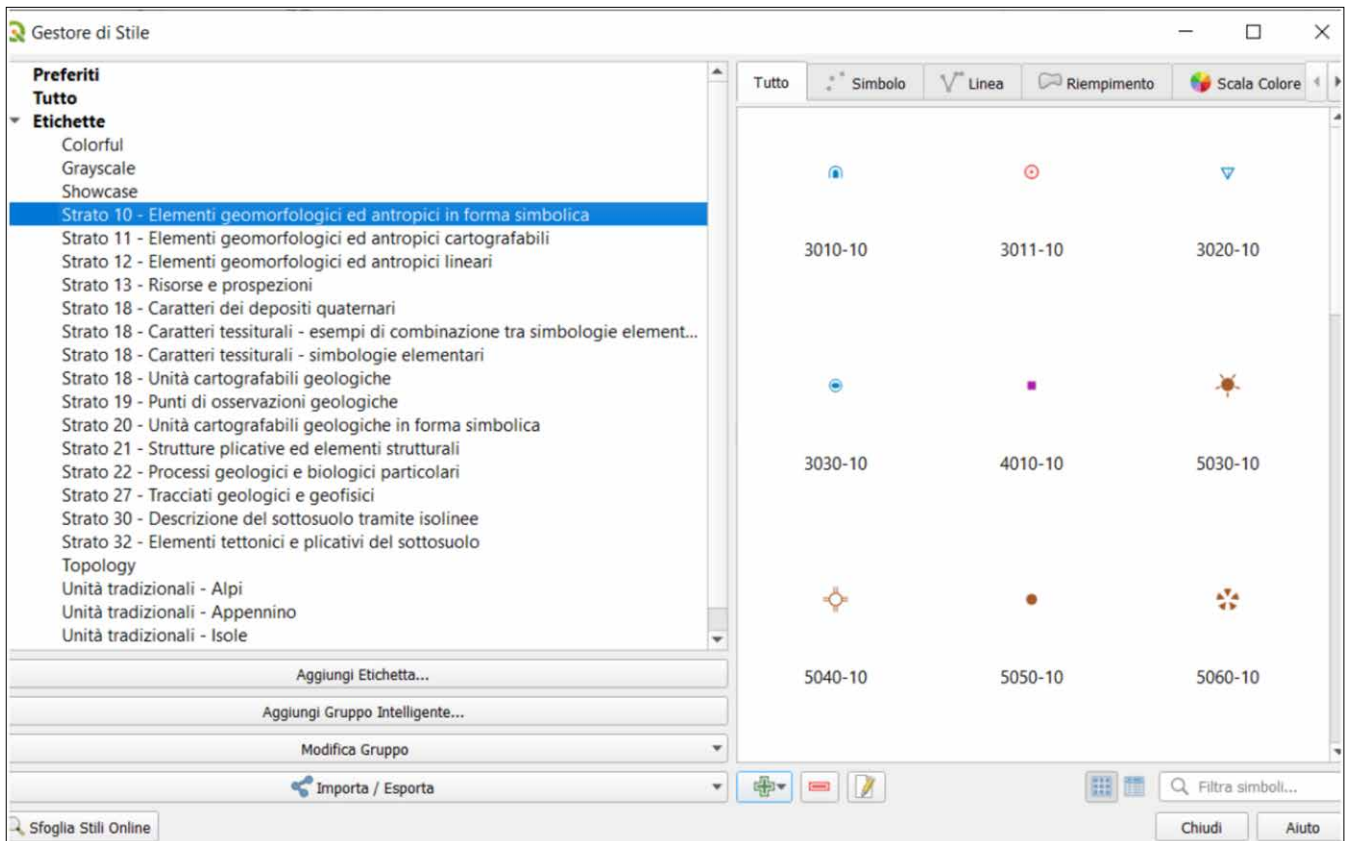 Gestore di Stile
Preferiti
Tutto
Etichette
Colorful
Grayscale
Showcase
Strato 10 - Elementi geomorfologici ed antropici in forma simbolica
Strato 11 - Elementi geomorfologici ed antropici cartografabili
Strato 12 - Elementi geomorfologici ed antropici lineari
Strato 13 - Risorse e prospezioni
Strato 18 - Caratteri dei depositi quaternari
Strato 18 - Caratteri tessiturali - esempi di combinazione tra simbologie element...
Strato 18 - Caratteri tessiturali - simbologie elementari
Strato 18 - Unità cartografabili geologiche
Strato 19 - Punti di osservazioni geologiche
Strato 20 - Unità cartografabili geologiche in forma simbolica
Strato 21 - Strutture plicative ed elementi strutturali
Strato 22 - Processi geologici e biologici particolari
Strato 27 - Tracciati geologici e geofisici
Strato 30 - Descrizione del sottosuolo tramite isolinee
Strato 32 - Elementi tettonici e plicativi del sottosuolo
Topology
Unità tradizionali - Alpi
Unità tradizionali - Appennino
Unità tradizionali - Isole
Aggiungi Etichetta...
Aggiungi Gruppo Intelligente...
Modifica Gruppo
Importa / Esporta
Sfoglia Stili Online
Tutto Simbolo Linea Riempimento Scala Colore
3010-10 3011-10 3020-10
3030-10 4010-10 5030-10
5040-10 5050-10 5060-10
Filtra simboli...
Chiudi Aiuto